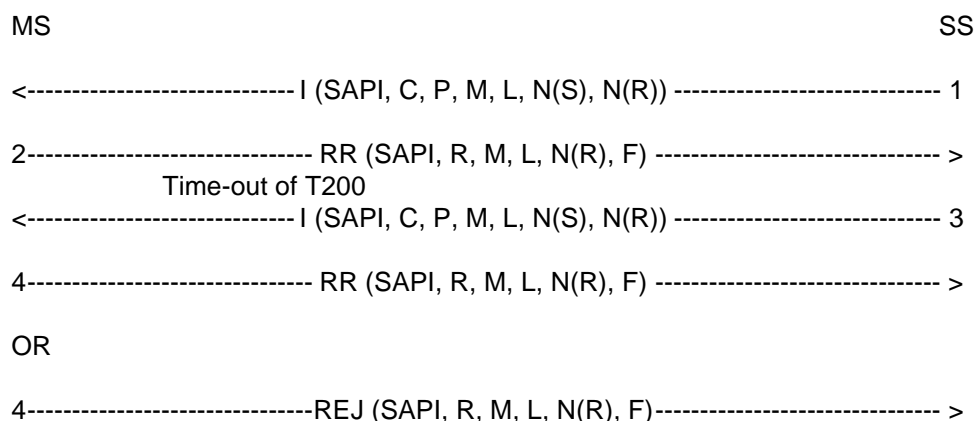 MS SS
<------------------------------ I (SAPI, C, P, M, L, N(S), N(R)) ------------------------------ 1
2-------------------------------- RR (SAPI, R, M, L, N(R), F) -------------------------------- >
Time-out of T200
<------------------------------ I (SAPI, C, P, M, L, N(S), N(R)) ------------------------------ 3
4-------------------------------- RR (SAPI, R, M, L, N(R), F) -------------------------------- >
OR
4--------------------------------REJ (SAPI, R, M, L, N(R), F)-------------------------------- >